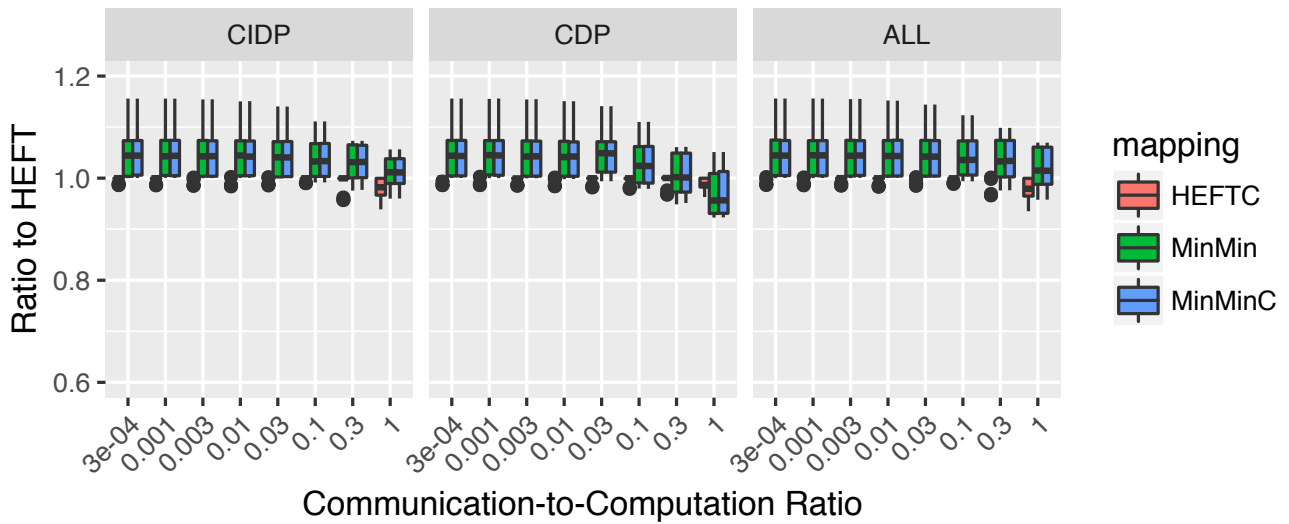 CIDP CDP ALL
1.2
1.0
0.8
0.6
Ratio to HEFT
3e-04 0.001 0.003 0.01 0.03 0.1 0.3 1
3e-04 0.001 0.003 0.01 0.03 0.1 0.3 1
3e-04 0.001 0.003 0.01 0.03 0.1 0.3 1
Communication-to-Computation Ratio
mapping
HEFTC
MinMin
MinMinC